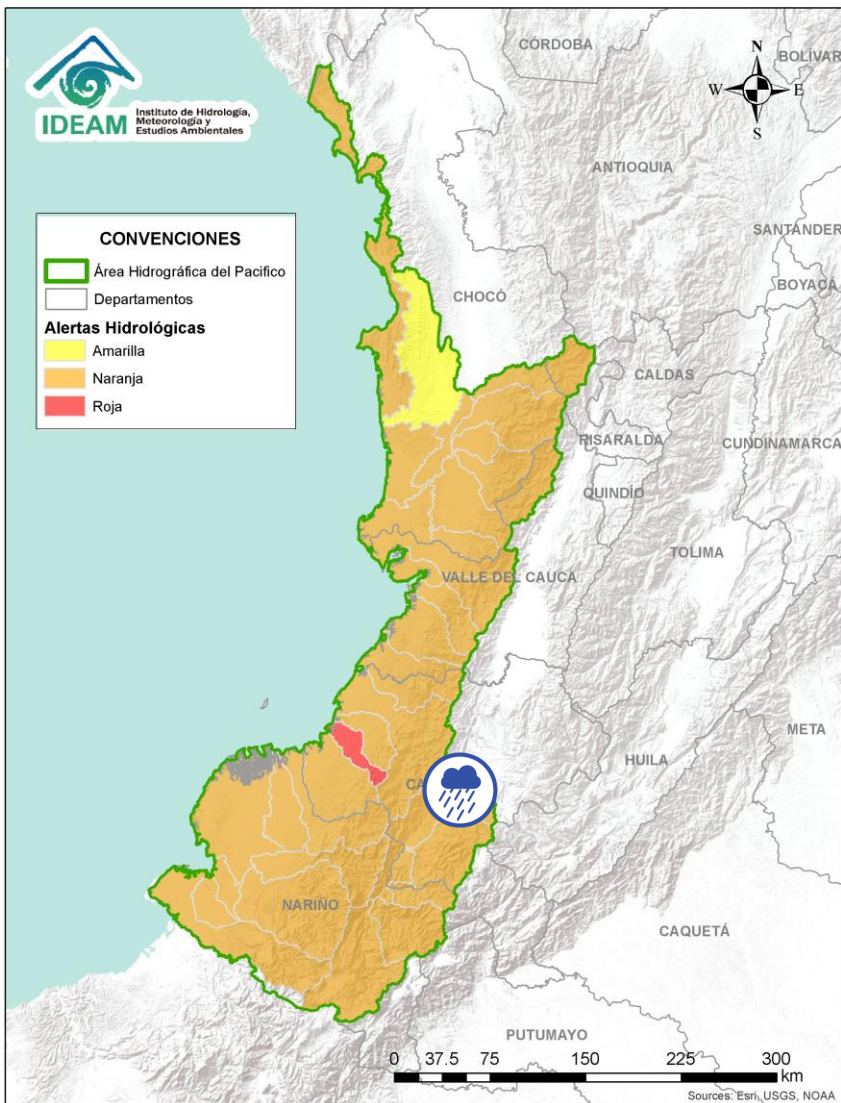 IDEAM
Instituto de Hidrología,
Meteorología y
Estudios Ambientales
CÓRDOBA
BOLÍVAR
N
W
E
S
ANTIOQUIA
SANTANDER
BOYACÁ
CONVENCIONES
Área Hidrográfica del Pacifico
Departamentos
Alertas Hidrológicas
Amarilla
Naranja
Roja
CHOCÓ
CALDAS
RISARALDA
CUNDINAMARCA
QUINDÍO
TOLIMA
VALLE DEL CAUCA
META
HUILA
CA
NARIÑO
CAQUETÁ
PUTUMAYO
0 37.5 75 150 225 300
km
Sources: Esri, USGS, NOAA